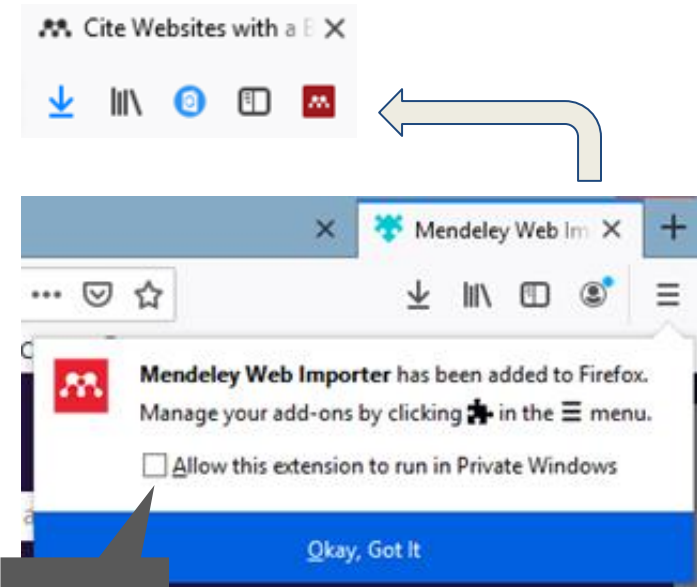 Cite Websites with a B
Mendeley Web Im
Mendeley Web Importer has been added to Firefox.
Manage your add-ons by clicking in the menu.
Allow this extension to run in Private Windows
Okay, Got It